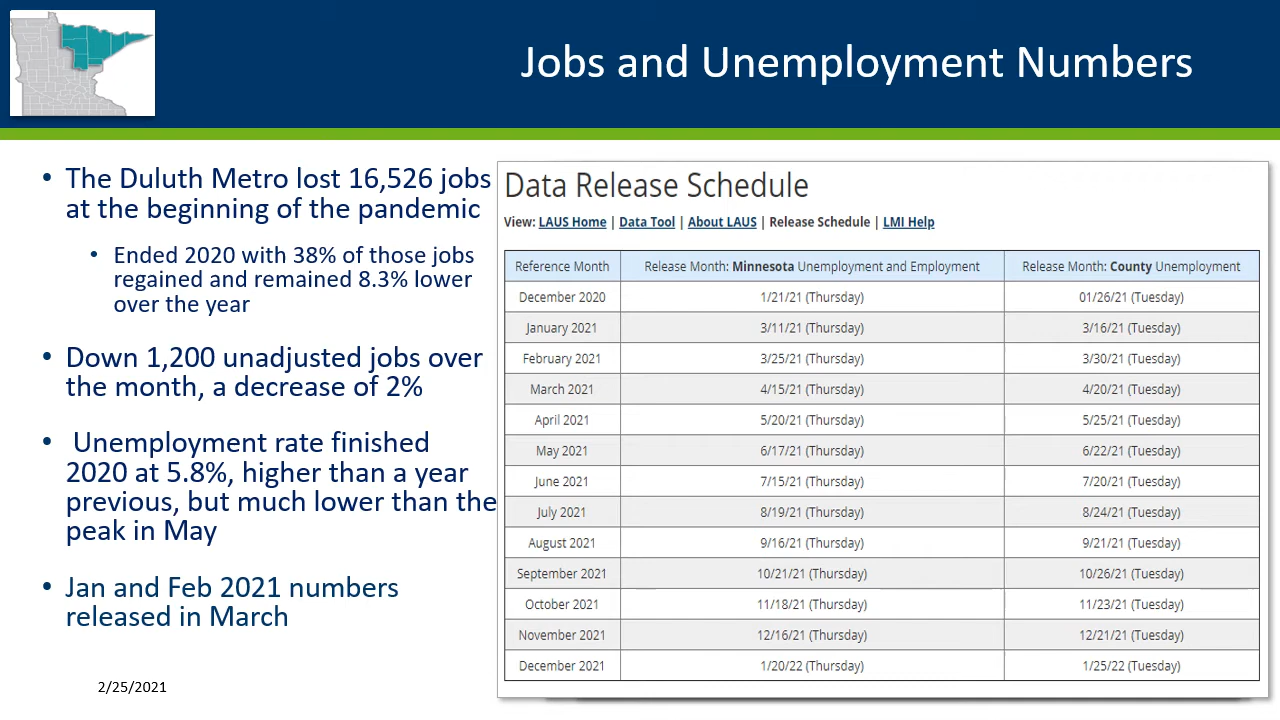 Jobs and Unemployment Numbers
• The Duluth Metro lost 16,526 jobs
at the beginning of the pandemic
• Ended 2020 with 38% of those jobs
regained and remained 8.3% lower
over the year
• Down 1,200 unadjusted jobs over
the month, a decrease of 2%
• Unemployment rate finished
2020 at 5.8%, higher than a year
previous, but much lower than the
peak in May
• Jan and Feb 2021 numbers
released in March
2/25/2021
Data Release Schedule
View: LAUS Home | Data Tool | About LAUS | Release Schedule | LMI Help
Reference Month Release Month: Minnesota Unemployment and Employment Release Month: County Unemployment
December 2020 1/21/21 (Thursday) 01/26/21 (Tuesday)
January 2021 3/11/21 (Thursday) 3/16/21 (Tuesday)
February 2021 3/25/21 (Thursday) 3/30/21 (Tuesday)
March 2021 4/15/21 (Thursday) 4/20/21 (Tuesday)
April 2021 5/20/21 (Thursday) 5/25/21 (Tuesday)
May 2021 6/17/21 (Thursday) 6/22/21 (Tuesday)
June 2021 7/15/21 (Thursday) 7/20/21 (Tuesday)
July 2021 8/19/21 (Thursday) 8/24/21 (Tuesday)
August 2021 9/16/21 (Thursday) 9/21/21 (Tuesday)
September 2021 10/21/21 (Thursday) 10/26/21 (Tuesday)
October 2021 11/18/21 (Thursday) 11/23/21 (Tuesday)
November 2021 12/16/21 (Thursday) 12/21/21 (Tuesday)
December 2021 1/20/22 (Thursday) 1/25/22 (Tuesday)